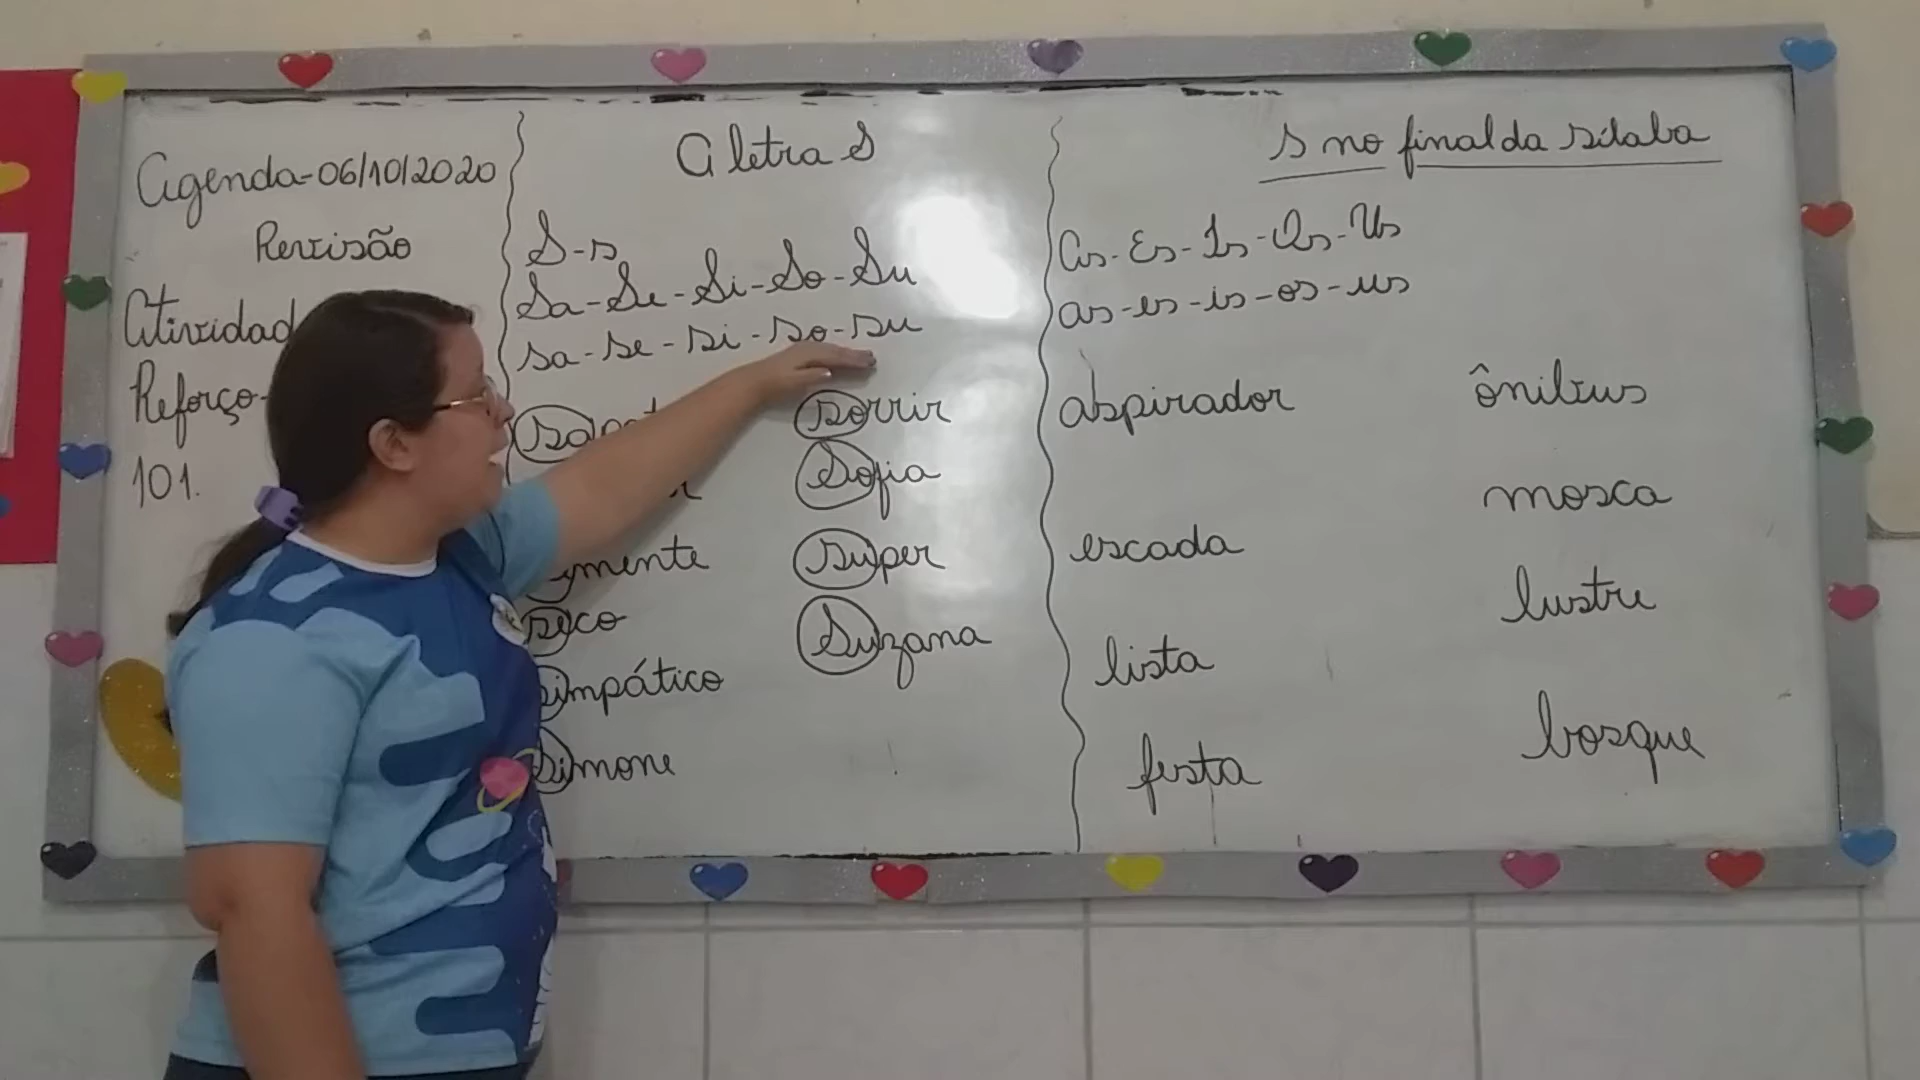 Agenda-06/10/2020
Revisão
Atividad
Reforço-
101.
A letra S
S-s
Sa-Se-Si-So-Su
sa-se-si-so-su
sorrir
Sofia
mente
seco
super
simpático
Suzana
Simone
s no final da sílaba
As-Es-Is-Os-Us
as-es-is-os-us
aspirador
ônibus
mosca
escada
lustre
lista
bosque
festa